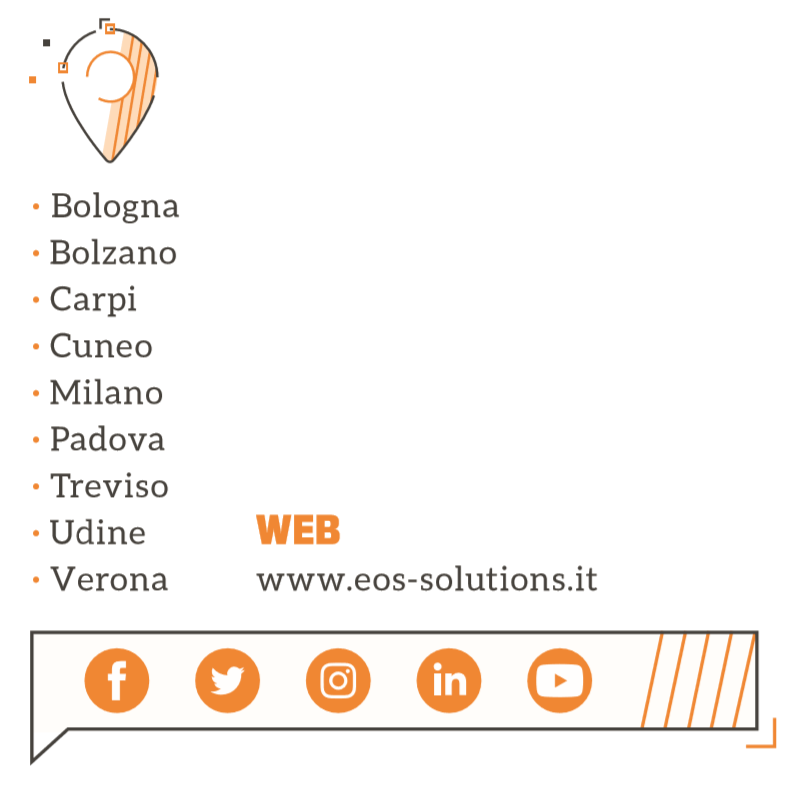 • Bologna
• Bolzano
• Carpi
• Cuneo
• Milano
• Padova
• Treviso
• Udine
• Verona
WEB
www.eos-solutions.it